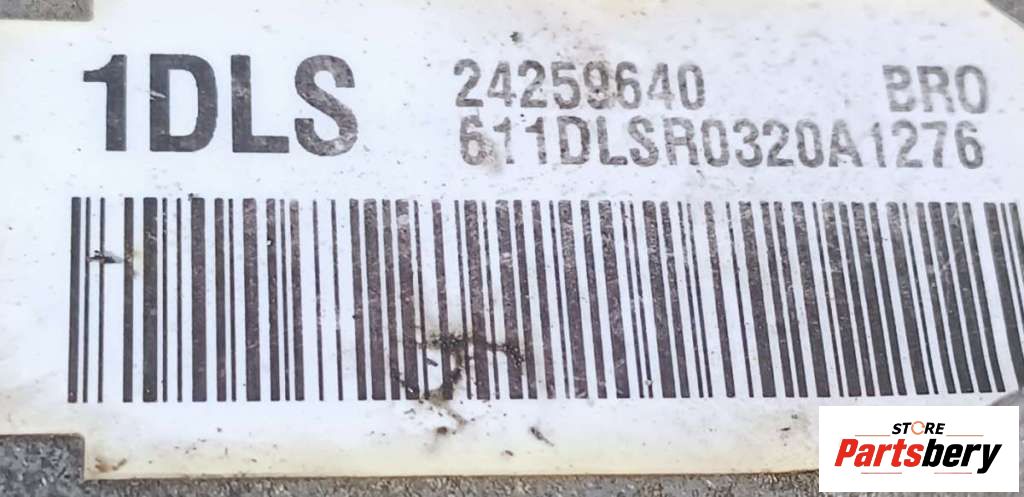 1DLS
24259640 BRO
611DLSR0320A1276
STORE
Partsbery